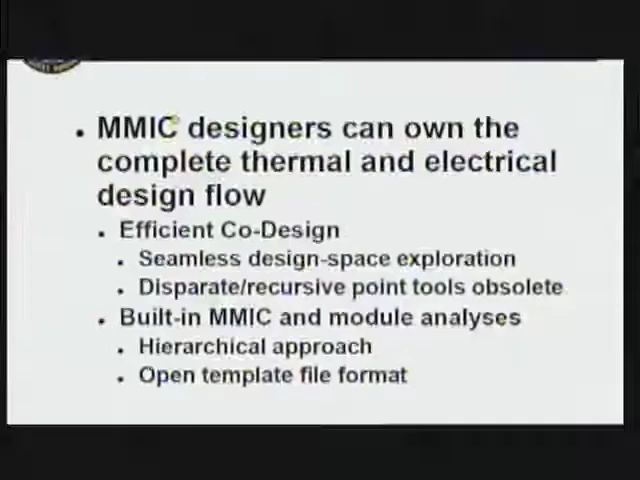 • MMIC designers can own the
complete thermal and electrical
design flow
• Efficient Co-Design
• Seamless design-space exploration
• Disparate/recursive point tools obsolete
• Built-in MMIC and module analyses
• Hierarchical approach
• Open template file format